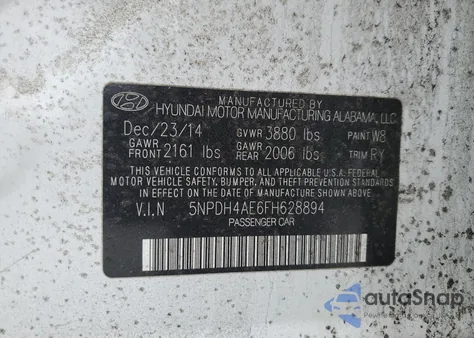 MANUFACTURED BY
HYUNDAI MOTOR MANUFACTURING ALABAMA, LLC
Dec/23/14 GVWR 3880 lbs PAINT W8
GAWR FRONT 2161 lbs GAWR REAR 2006 lbs TRIM RY
THIS VEHICLE CONFORMS TO ALL APPLICABLE U.S.A. FEDERAL
MOTOR VEHICLE SAFETY, BUMPER, AND THEFT PREVENTION STANDARDS
IN EFFECT ON THE DATE OF MANUFACTURE SHOWN ABOVE.
V.I.N 5NPDH4AE6FH628894
PASSENGER CAR
autoSnap